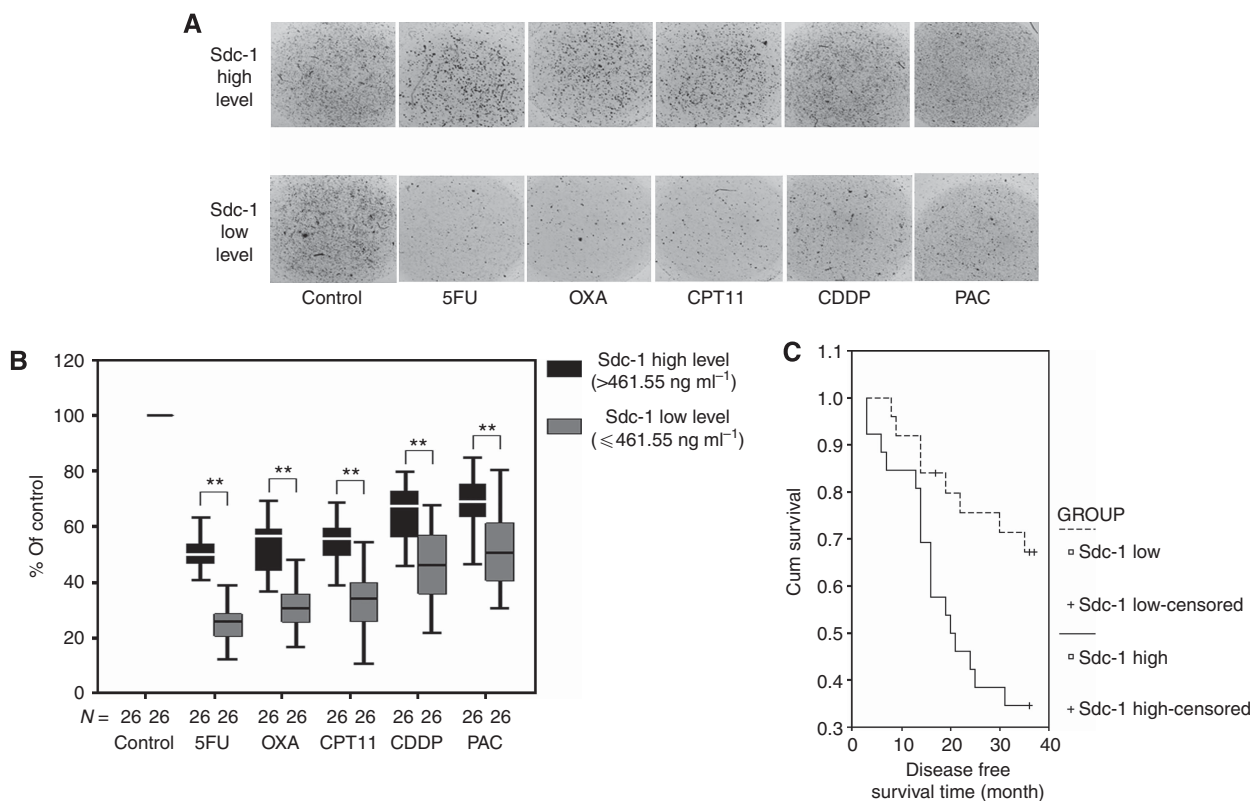 A
Sdc-1
high
level
Sdc-1
low
level
Control 5FU OXA CPT11 CDDP PAC
B
120
100
80
60
40
20
0
% Of control
** ** ** ** **
Sdc-1 high level
(>461.55 ng ml⁻¹)
Sdc-1 low level
(⩽461.55 ng ml⁻¹)
N = 26 26 26 26 26 26 26 26 26 26 26 26
Control 5FU OXA CPT11 CDDP PAC
C
1.1
1.0
0.9
0.8
0.7
0.6
0.5
0.4
0.3
Cum survival
0 10 20 30 40
Disease free
survival time (month)
GROUP
Sdc-1 low
+ Sdc-1 low-censored
Sdc-1 high
+ Sdc-1 high-censored